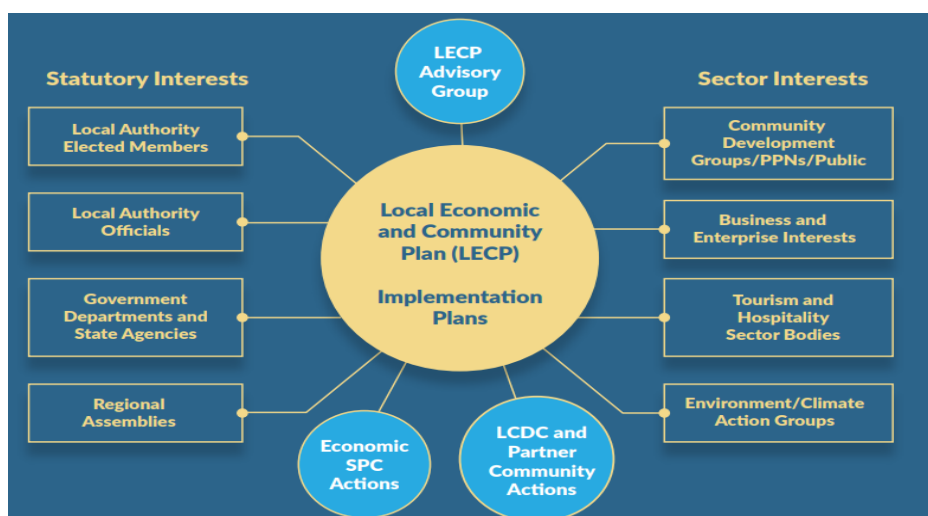 LECP
Advisory
Group
Statutory Interests
Local Authority
Elected Members
Local Authority
Officials
Government
Departments and
State Agencies
Regional
Assemblies
Local Economic
and Community
Plan (LECP)
Implementation
Plans
Economic
SPC
Actions
LCDC and
Partner
Community
Actions
Sector Interests
Community
Development
Groups/PPNs/Public
Business and
Enterprise Interests
Tourism and
Hospitality
Sector Bodies
Environment/Climate
Action Groups